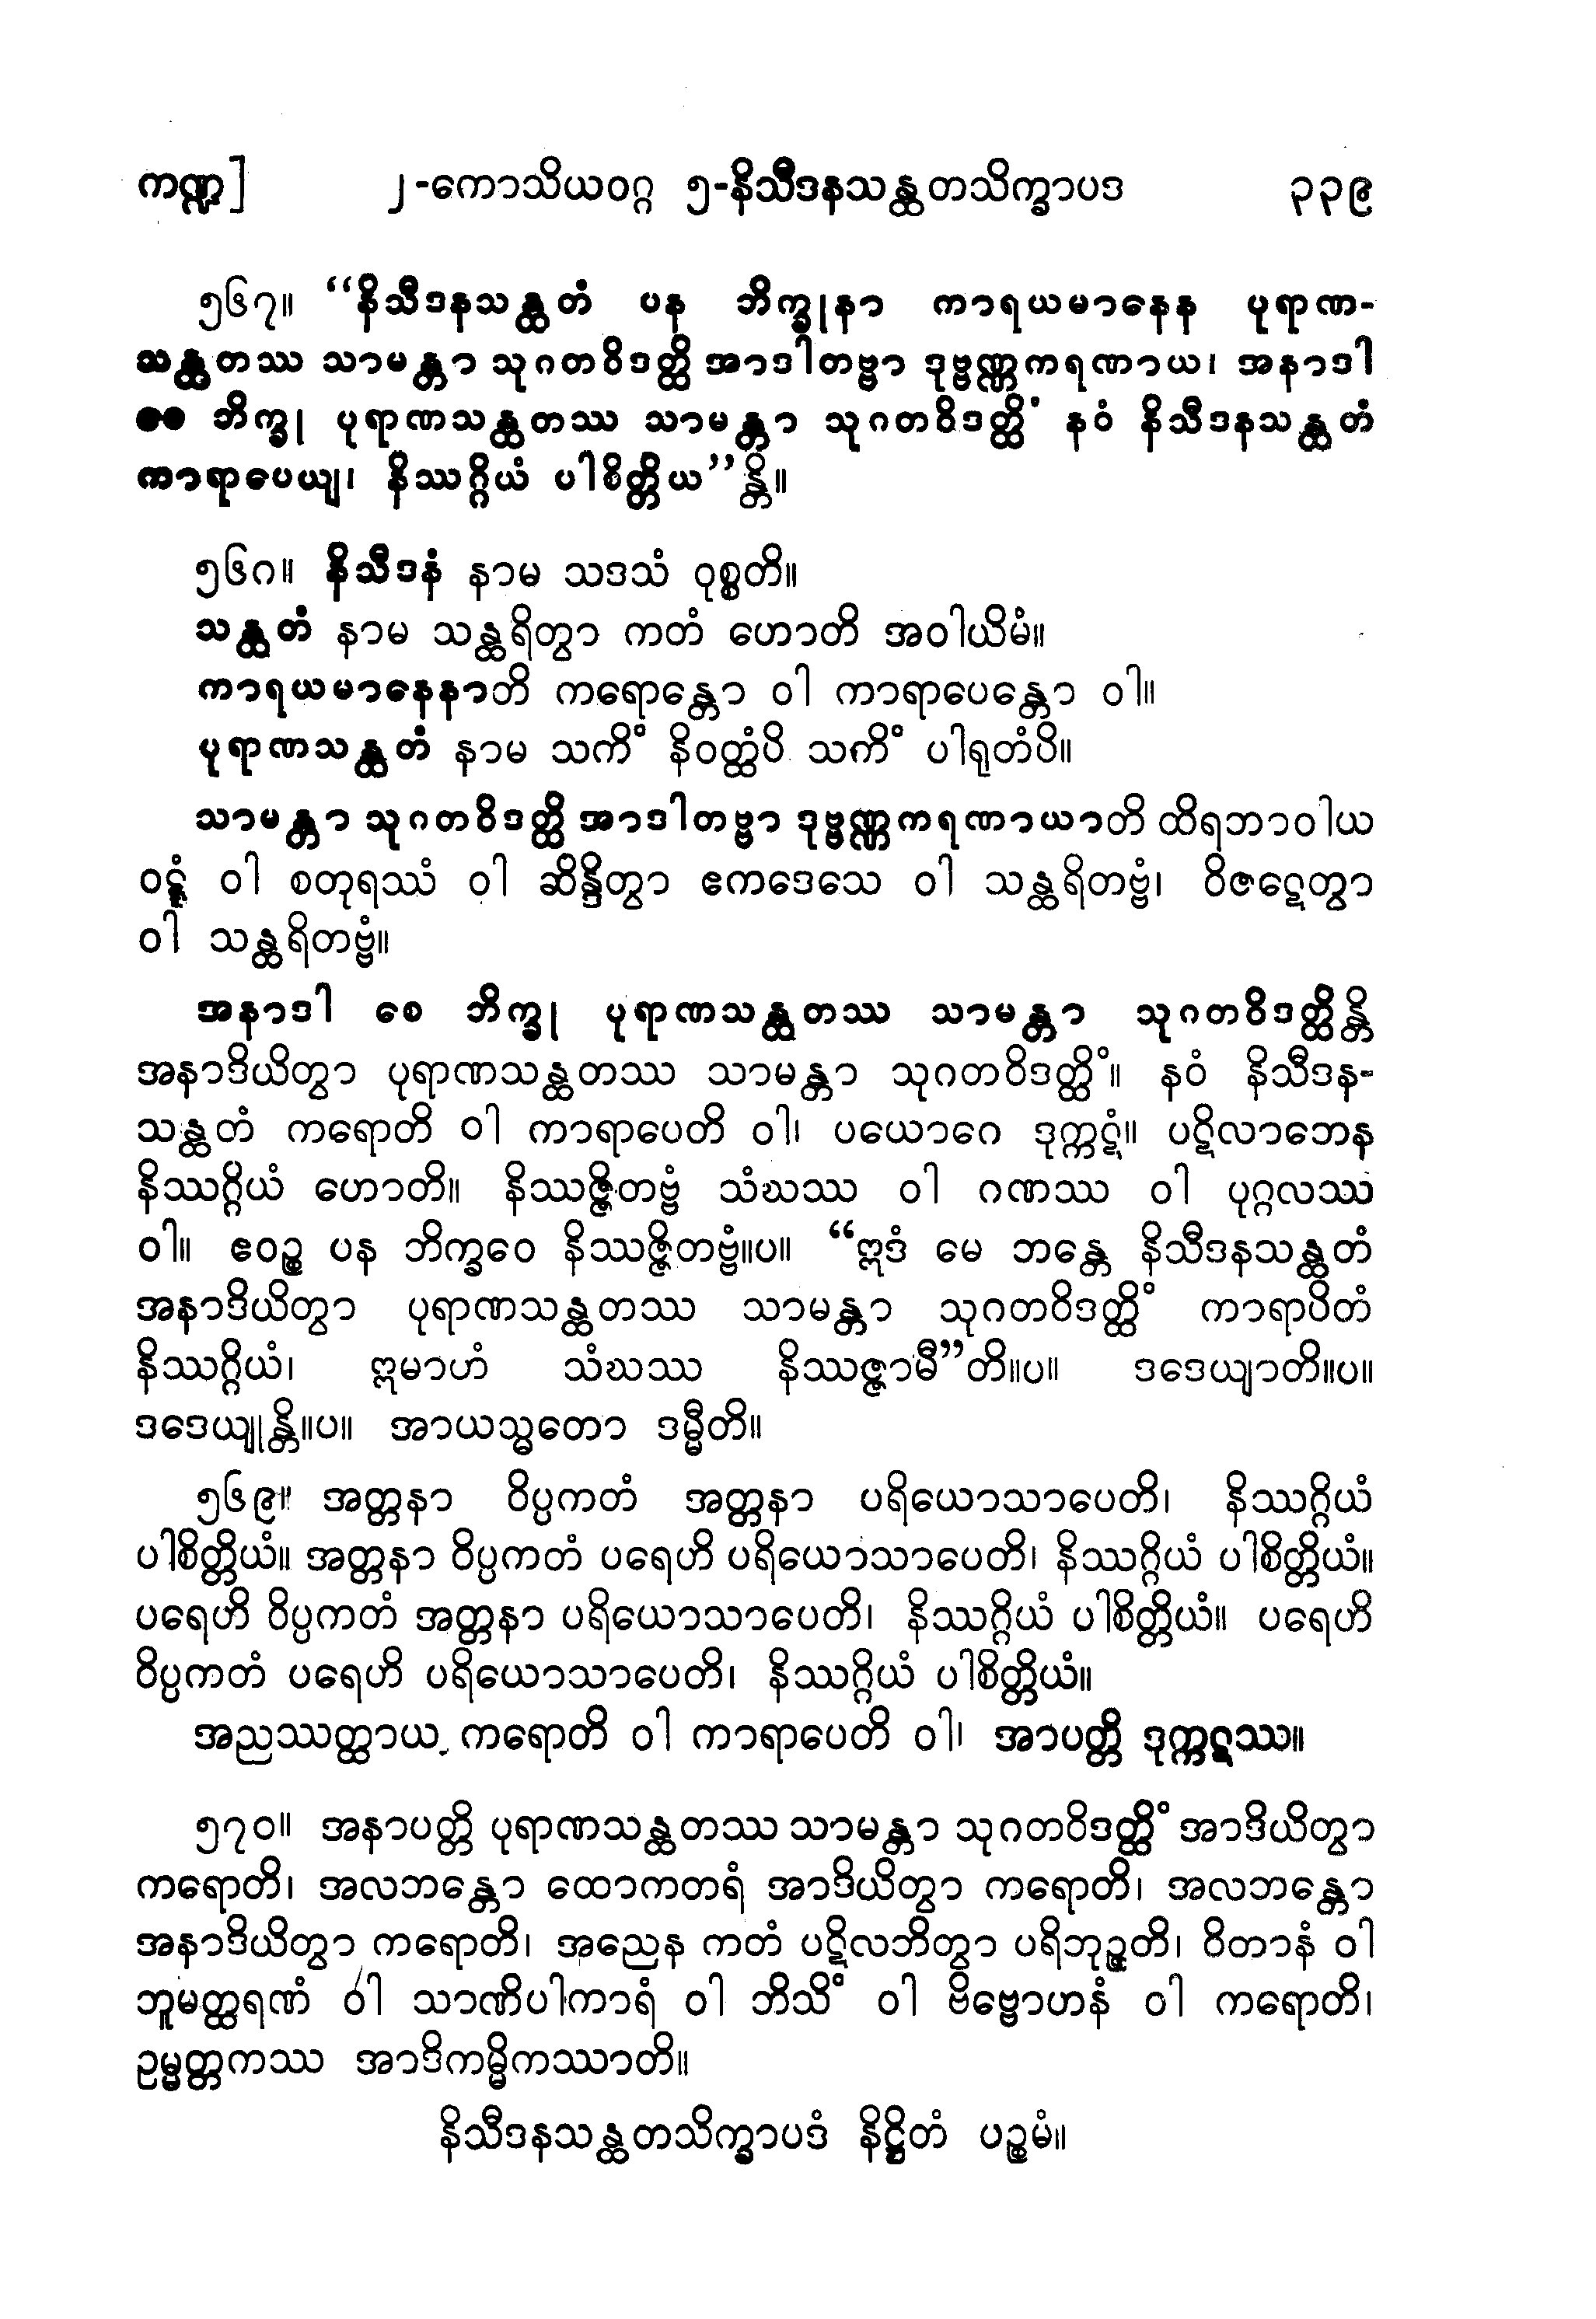 ကဏ္ဍ] ၂-ကောသိယဝဂ္ဂ ၅-နိသီဒနသန္ထတသိက္ခာပဒ ၃၃၉
၅၆၇။ “နိသီဒနသန္ထတံ ပန ဘိက္ခုနာ ကာရယမာနေန ပုရာဏ-
သန္ထတဿ သာမန္တာ သုဂတဝိဒတ္ထိ အာဒါတဗ္ဗာ ဒုဗ္ဗဏ္ဏကရဏာယ၊ အနာဒါ
စေ ဘိက္ခု ပုရာဏသန္ထတဿ သာမန္တာ သုဂတဝိဒတ္ထိံ နဝံ နိသီဒနသန္ထတံ
ကာရာပေယျ၊ နိဿဂ္ဂိယံ ပါစိတ္တိယ”န္တိ။
၅၆၈။ နိသီဒနံ နာမ သဒသံ ဝုစ္စတိ။
သန္ထတံ နာမ သန္ထရိတွာ ကတံ ဟောတိ အဝါယိမံ။
ကာရယမာနေနာတိ ကရောန္တော ဝါ ကာရာပေန္တော ဝါ။
ပုရာဏသန္ထတံ နာမ သကိံ နိဝတ္ထံပိ သကိံ ပါရုတံပိ။
သာမန္တာ သုဂတဝိဒတ္ထိ အာဒါတဗ္ဗာ ဒုဗ္ဗဏ္ဏကရဏာယာတိ ထိရဘာဝါယ
ဝဋ္ဋံ ဝါ စတုရဿံ ဝါ ဆိန္ဒိတွာ ဧကဒေသေ ဝါ သန္ထရိတဗ္ဗံ၊ ဝိဇဋေတွာ
ဝါ သန္ထရိတဗ္ဗံ။
အနာဒါ စေ ဘိက္ခု ပုရာဏသန္ထတဿ သာမန္တာ သုဂတဝိဒတ္ထိန္တိ
အနာဒိယိတွာ ပုရာဏသန္ထတဿ သာမန္တာ သုဂတဝိဒတ္ထိံ။ နဝံ နိသီဒန-
သန္ထတံ ကရောတိ ဝါ ကာရာပေတိ ဝါ၊ ပယောဂေ ဒုက္ကဋံ။ ပဋိလာဘေန
နိဿဂ္ဂိယံ ဟောတိ။ နိဿဇ္ဇိတဗ္ဗံ သံဃဿ ဝါ ဂဏဿ ဝါ ပုဂ္ဂလဿ
ဝါ။ ဧဝဉ္စ ပန ဘိက္ခဝေ နိဿဇ္ဇိတဗ္ဗံ။ပ။ “ဣဒံ မေ ဘန္တေ နိသီဒနသန္ထတံ
အနာဒိယိတွာ ပုရာဏသန္ထတဿ သာမန္တာ သုဂတဝိဒတ္ထိံ ကာရာပိတံ
နိဿဂ္ဂိယံ၊ ဣမာဟံ သံဃဿ နိဿဇ္ဇာမီ”တိ။ပ။ ဒဒေယျာတိ။ပ။
ဒဒေယျုန္တိ။ပ။ အာယသ္မတော ဒမ္မီတိ။
၅၆၉။ အတ္တနာ ဝိပ္ပကတံ အတ္တနာ ပရိယောသာပေတိ၊ နိဿဂ္ဂိယံ
ပါစိတ္တိယံ။ အတ္တနာ ဝိပ္ပကတံ ပရေဟိ ပရိယောသာပေတိ၊ နိဿဂ္ဂိယံ ပါစိတ္တိယံ။
ပရေဟိ ဝိပ္ပကတံ အတ္တနာ ပရိယောသာပေတိ၊ နိဿဂ္ဂိယံ ပါစိတ္တိယံ။ ပရေဟိ
ဝိပ္ပကတံ ပရေဟိ ပရိယောသာပေတိ၊ နိဿဂ္ဂိယံ ပါစိတ္တိယံ။
အညဿတ္ထာယ ကရောတိ ဝါ ကာရာပေတိ ဝါ၊ အာပတ္တိ ဒုက္ကဋဿ။
၅၇၀။ အနာပတ္တိ ပုရာဏသန္ထတဿ သာမန္တာ သုဂတဝိဒတ္ထိံ အာဒိယိတွာ
ကရောတိ၊ အလဘန္တော ထောကတရံ အာဒိယိတွာ ကရောတိ၊ အလဘန္တော
အနာဒိယိတွာ ကရောတိ၊ အညေန ကတံ ပဋိလဘိတွာ ပရိဘုဉ္ဇတိ၊ ဝိတာနံ ဝါ
ဘူမတ္ထရဏံ ဝါ သာဏိပါကာရံ ဝါ ဘိသိံ ဝါ ဗိဗ္ဗောဟနံ ဝါ ကရောတိ၊
ဥမ္မတ္တကဿ အာဒိကမ္မိကဿာတိ။
နိသီဒနသန္ထတသိက္ခာပဒံ နိဋ္ဌိတံ ပဉ္စမံ။